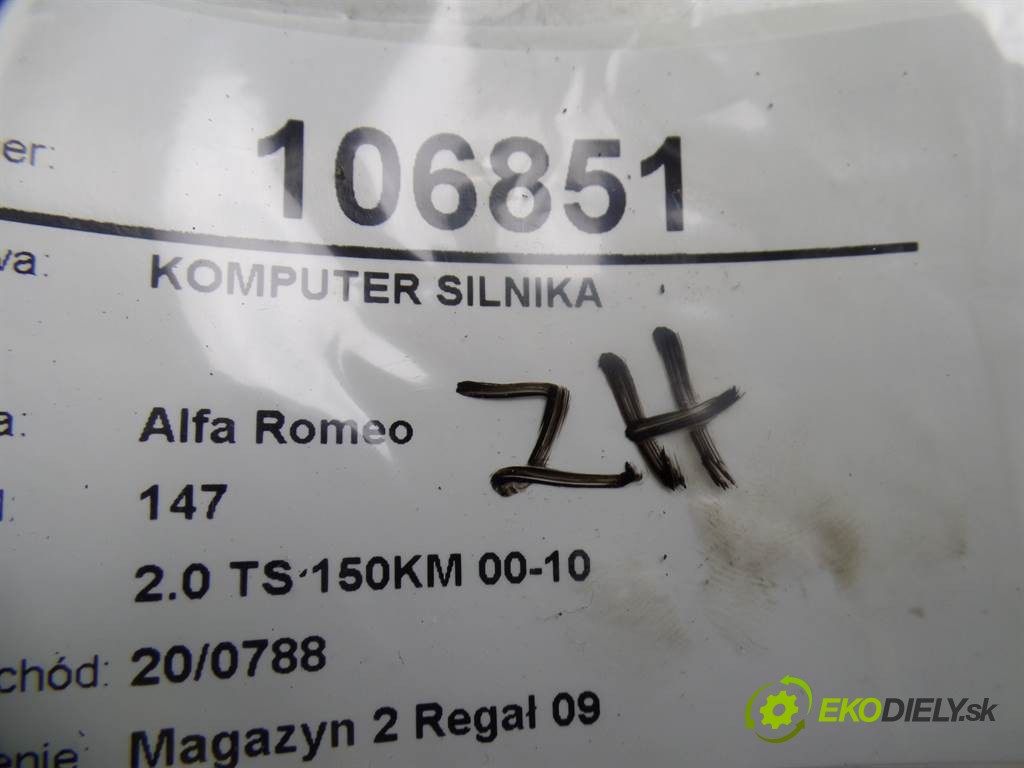 er: 106851
va: KOMPUTER SILNIKA
ZH
a: Alfa Romeo
l: 147
2.0 TS 150KM 00-10
chód: 20/0788
enie: Magazyn 2 Regał 09
EKODIELY.sk